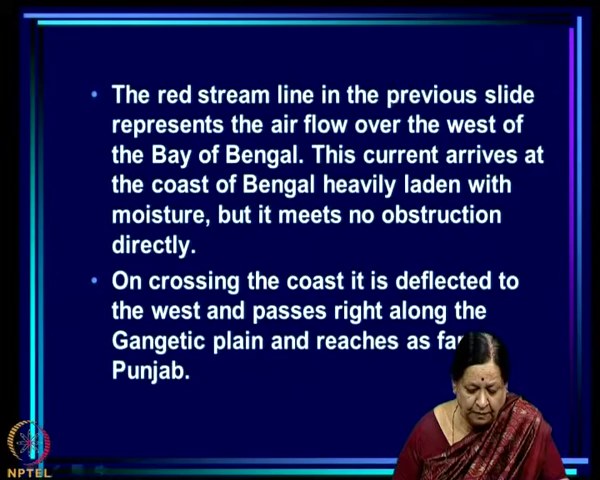 The red stream line in the previous slide
represents the air flow over the west of
the Bay of Bengal. This current arrives at
the coast of Bengal heavily laden with
moisture, but it meets no obstruction
directly.
On crossing the coast it is deflected to
the west and passes right along the
Gangetic plain and reaches as far
Punjab.
NPTEL